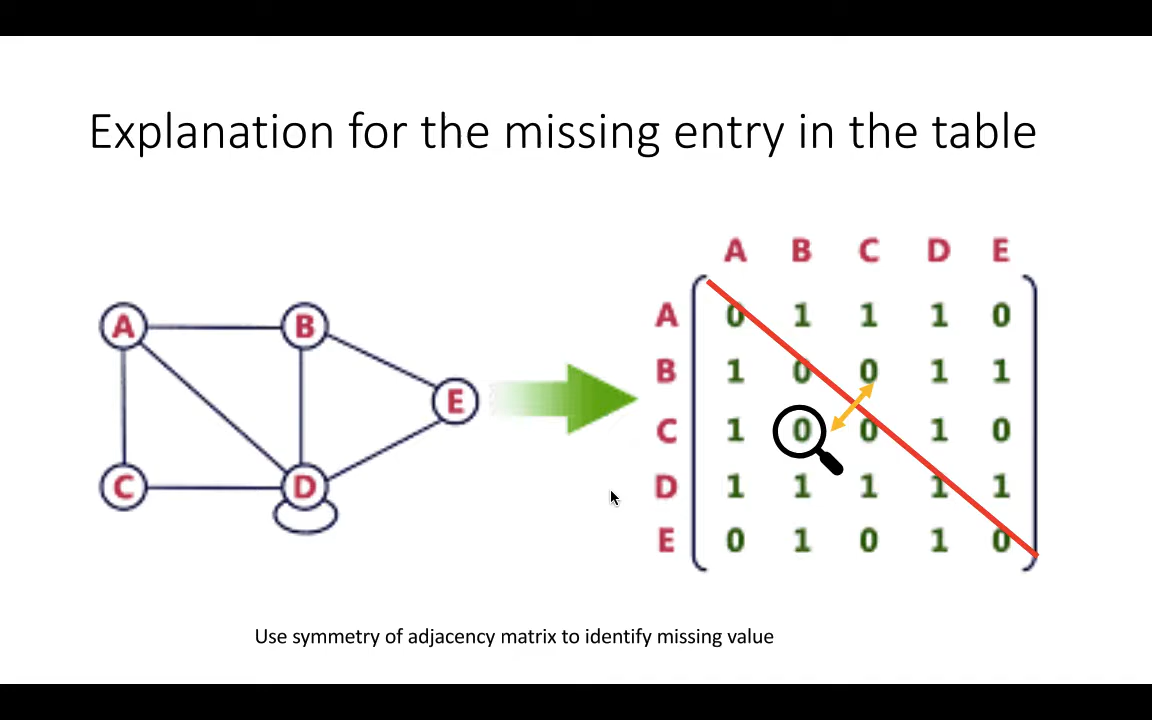 Explanation for the missing entry in the table
A B C D E
A 0 1 1 1 0
B 1 0 0 1 1
C 1 0 0 1 0
D 1 1 1 1 1
E 0 1 0 1 0
A B
E
C D
Use symmetry of adjacency matrix to identify missing value